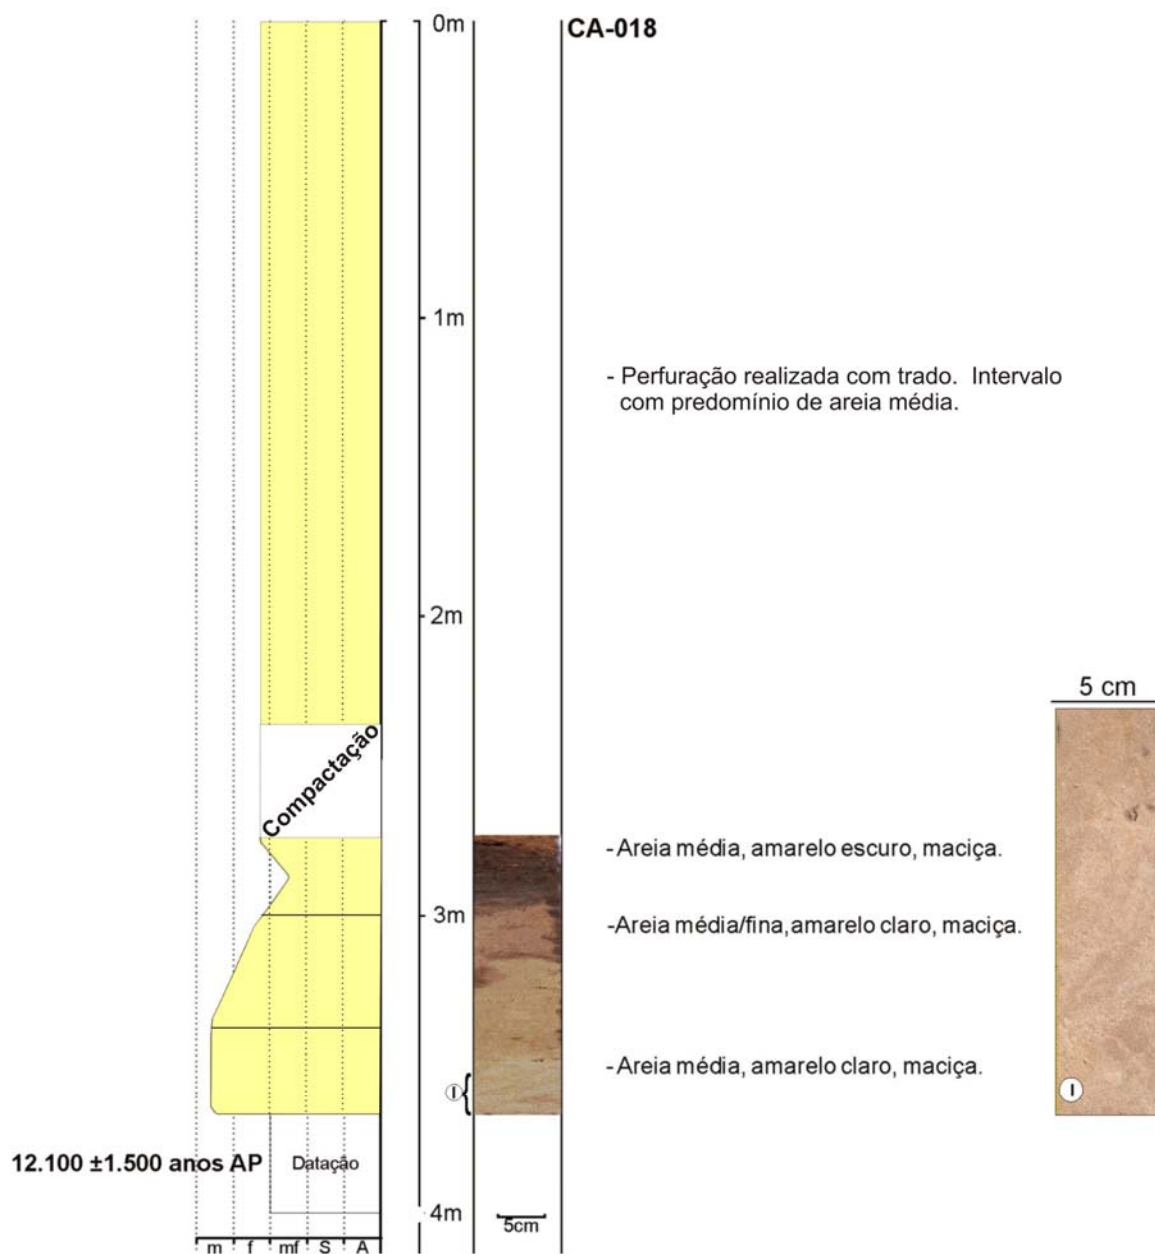 0m
CA-018
1m
- Perfuração realizada com trado. Intervalo
com predomínio de areia média.
2m
5 cm
Compactação
-Areia média, amarelo escuro, maciça.
3m
-Areia média/fina,amarelo claro, maciça.
-Areia média, amarelo claro, maciça.
I
I
12.100 ±1.500 anos AP
Datação
4m
5cm
m f mf S A